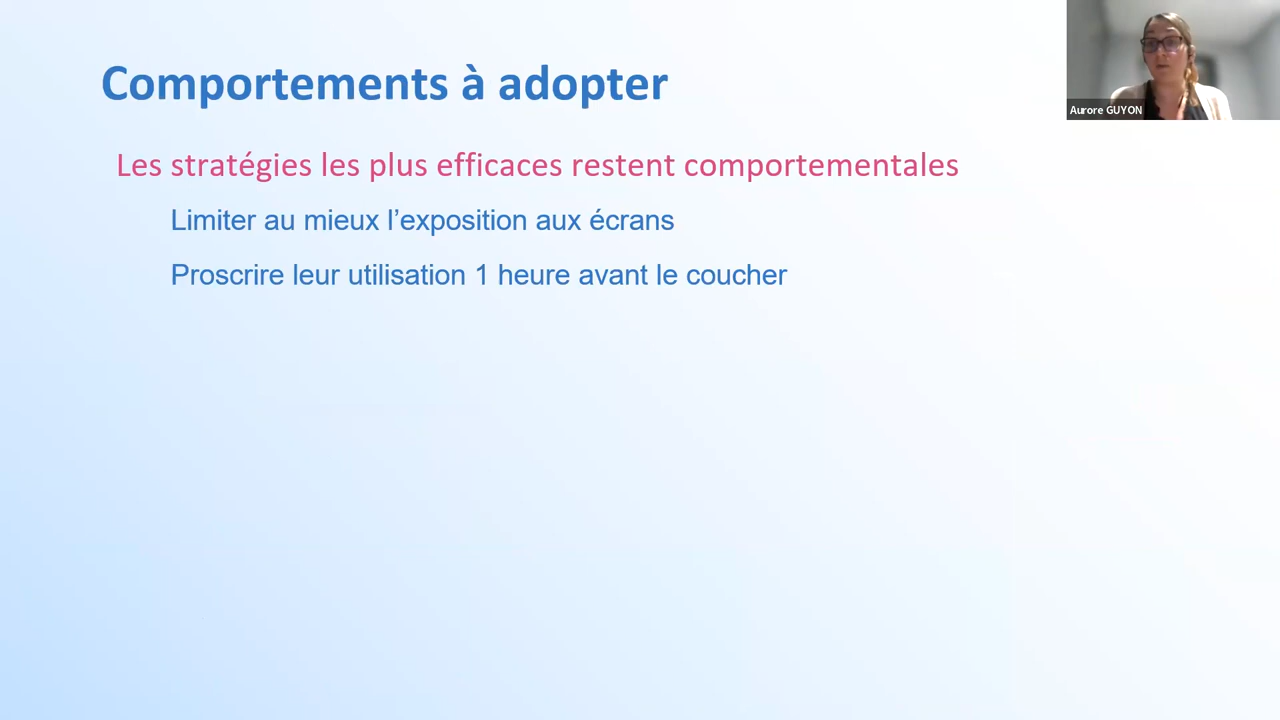 Comportements à adopter
Les stratégies les plus efficaces restent comportementales
Limiter au mieux l’exposition aux écrans
Proscrire leur utilisation 1 heure avant le coucher
Aurore GUYON